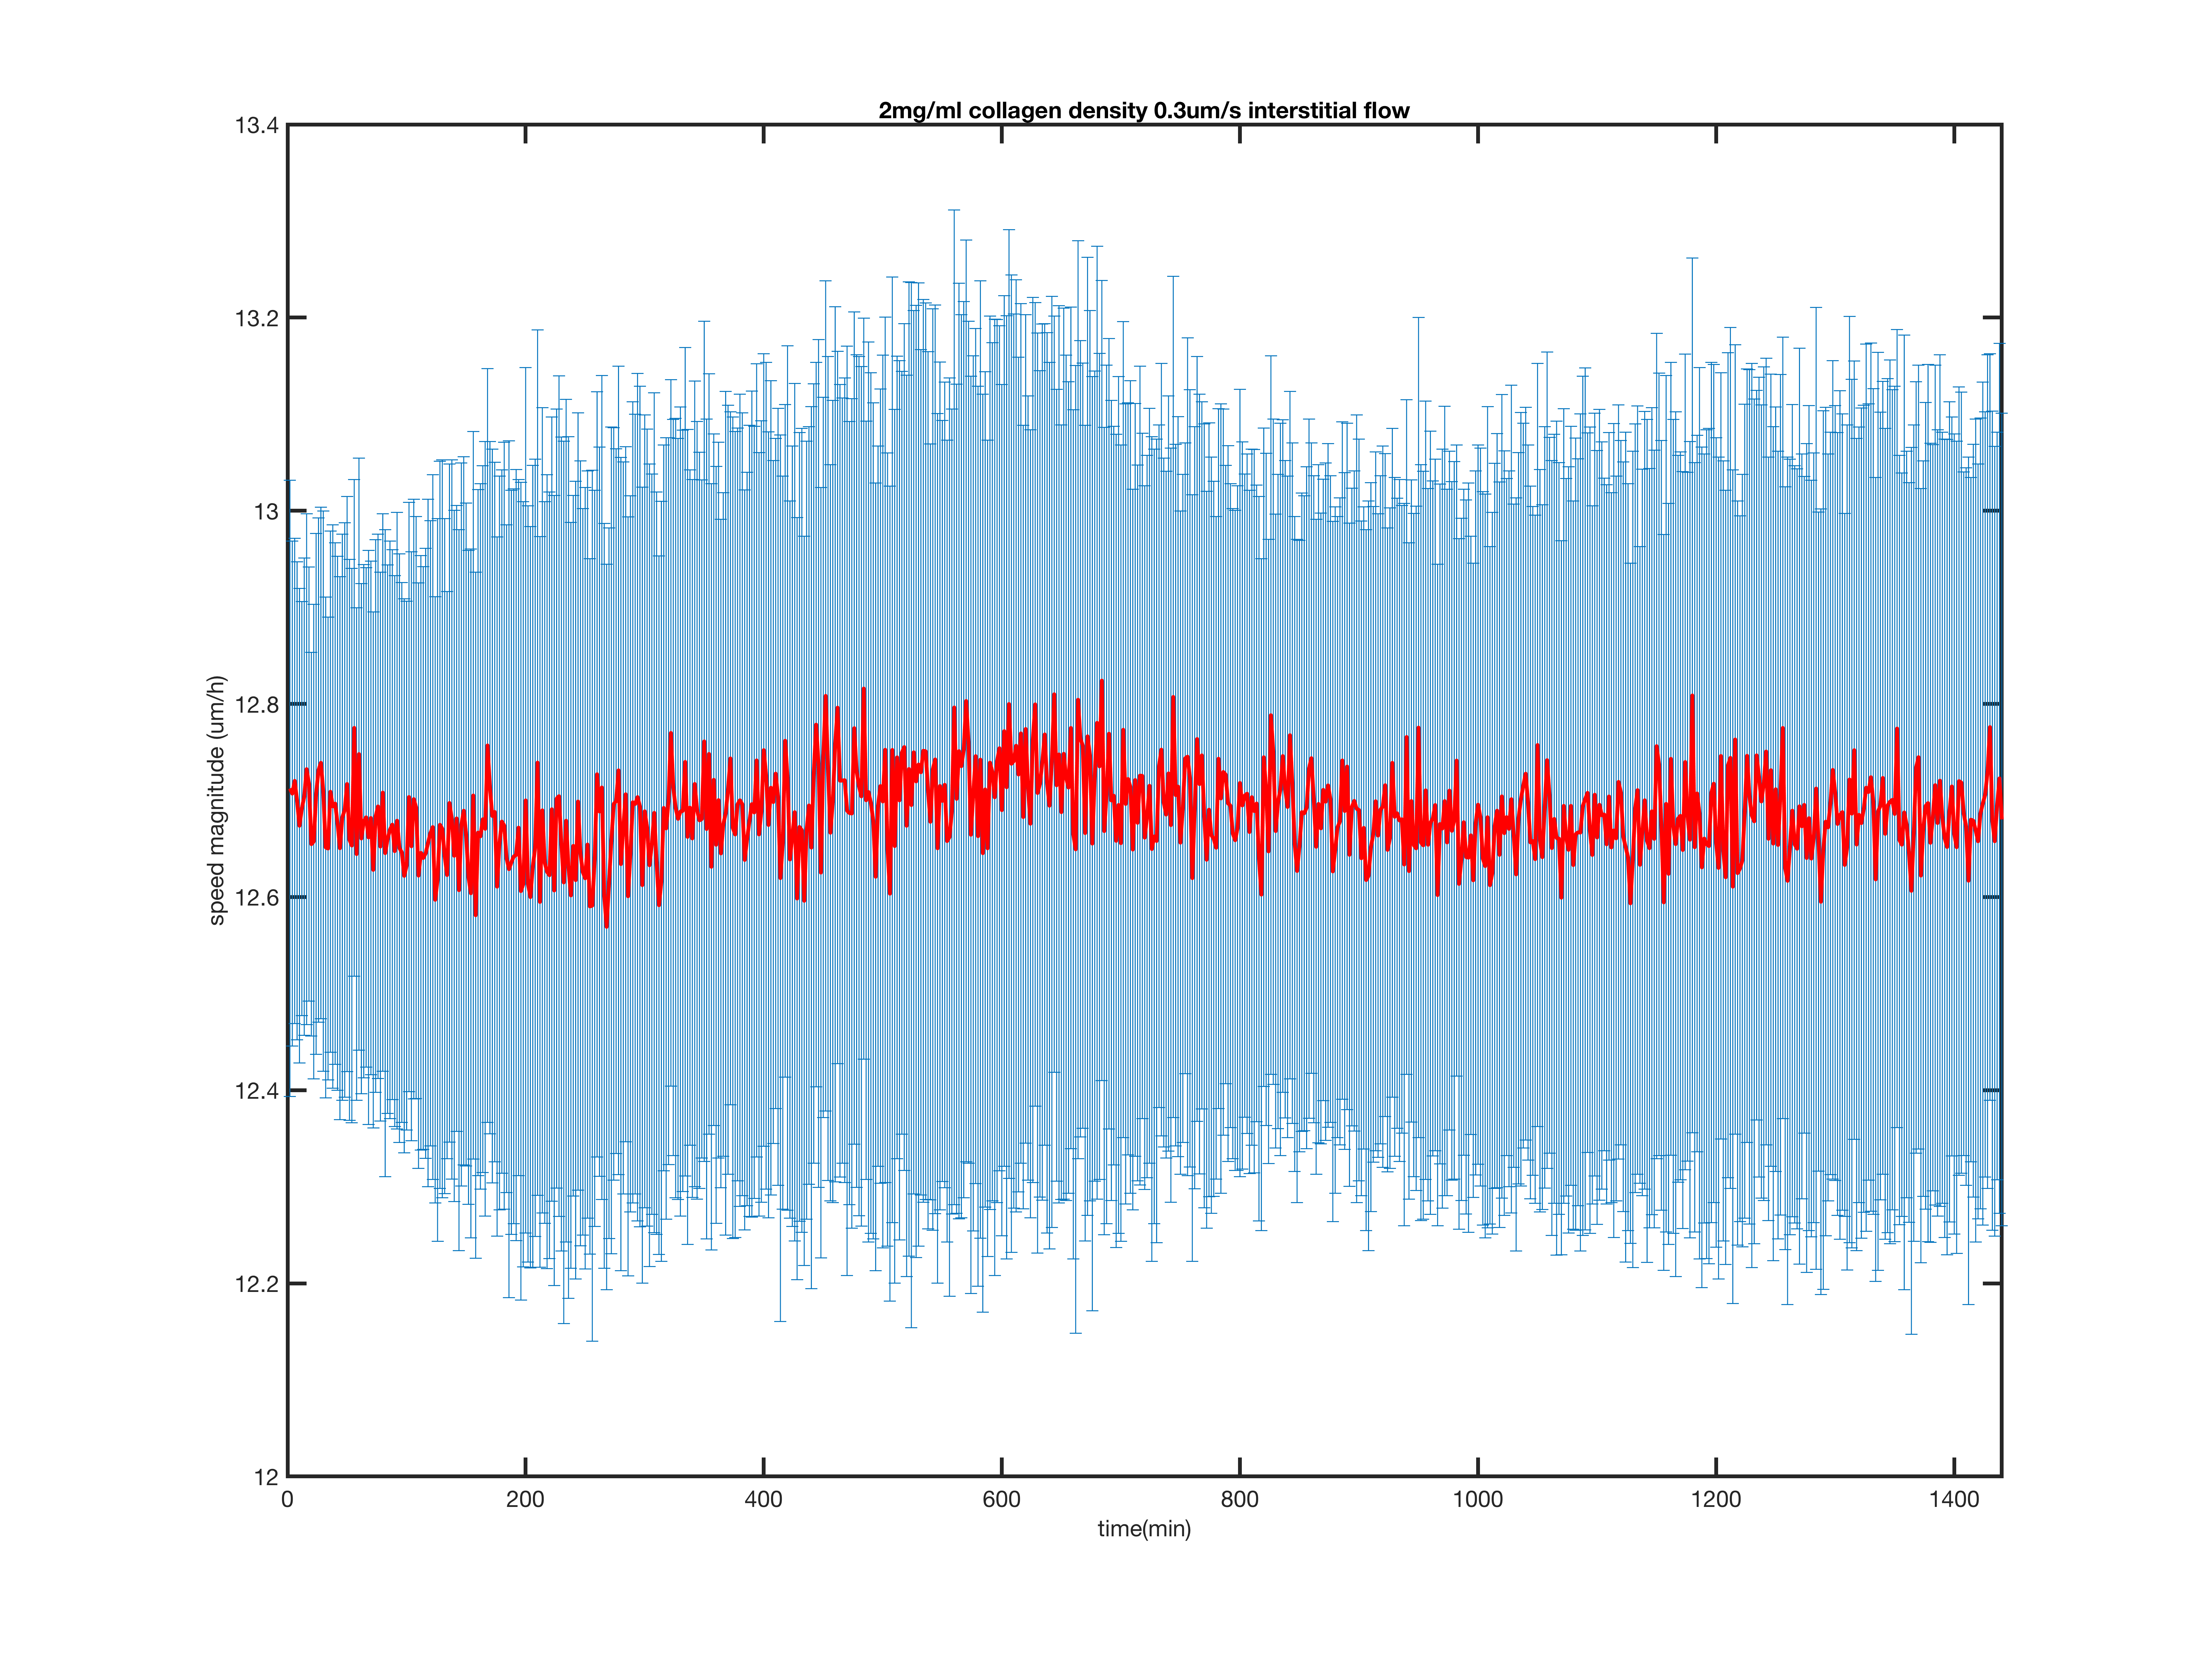 2mg/ml collagen density 0.3um/s interstitial flow
13.4
13.2
13
12.8
12.6
12.4
12.2
12
speed magnitude (um/h)
0 200 400 600 800 1000 1200 1400
time(min)